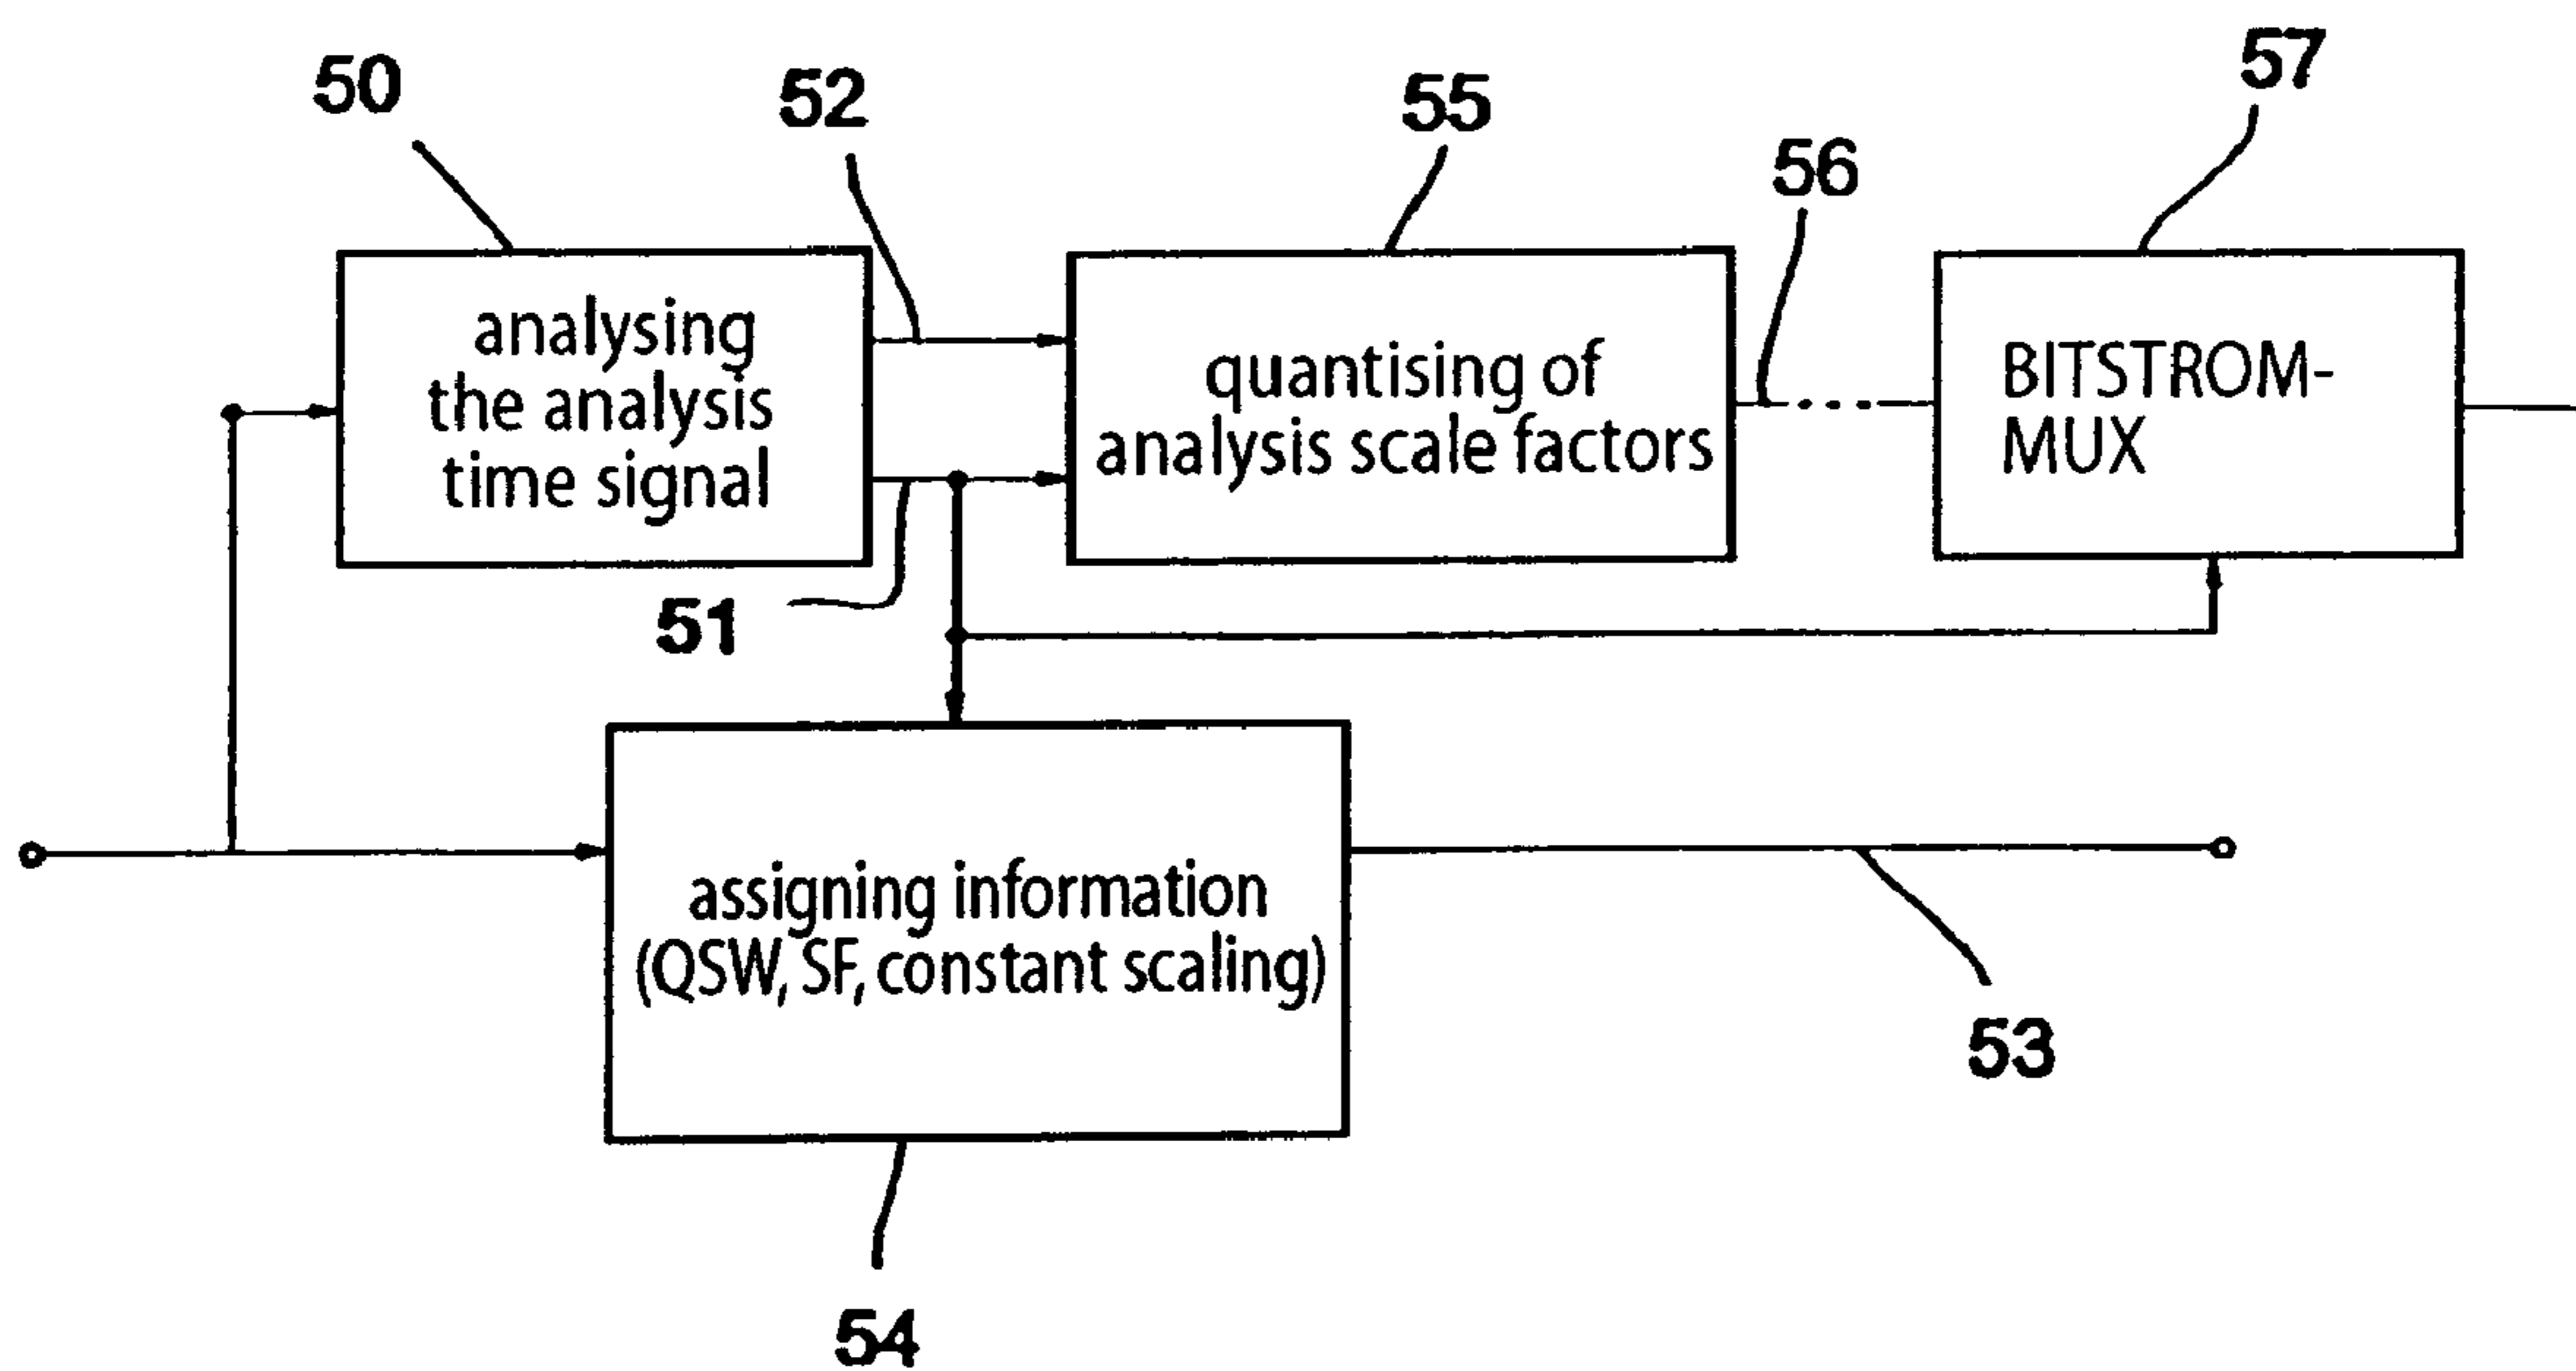 50
52
55
57
56
analysing
the analysis
time signal
quantising of
analysis scale factors
BITSTROM-
MUX
51
assigning information
(QSW, SF, constant scaling)
53
54